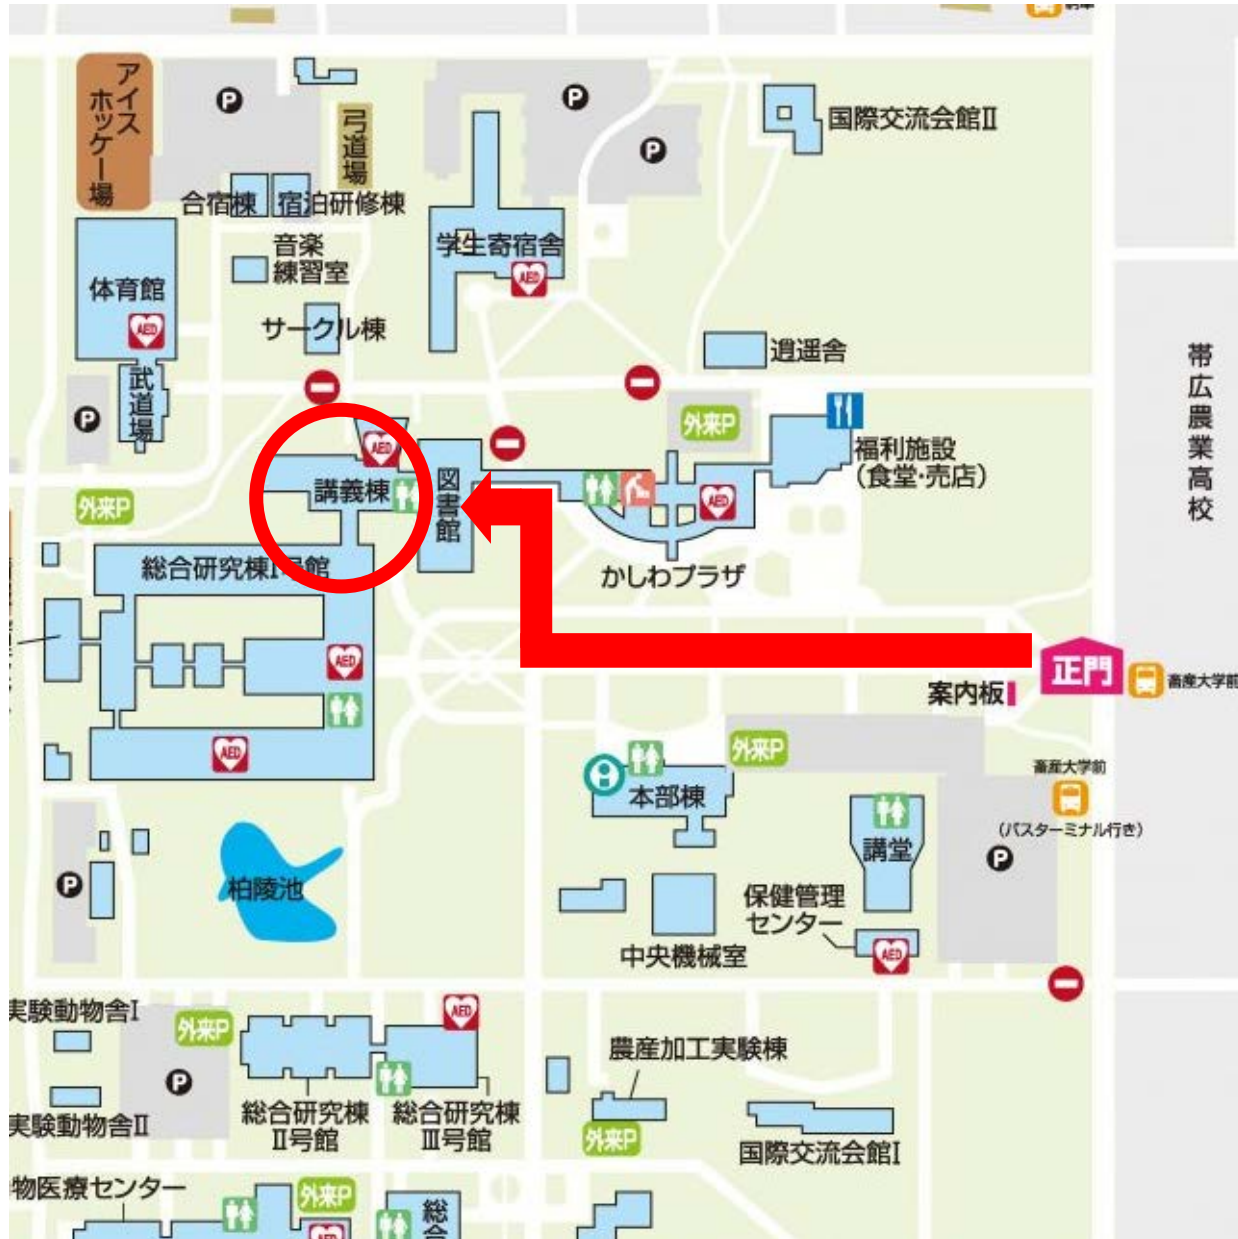 P
P
P
アイス
ホッケー場
弓道場
国際交流会館Ⅱ
合宿棟
宿泊研修棟
音楽
練習室
学生寄宿舎
AED
体育館
AED
サークル棟
逍遥舎
帯広農業高校
武道場
P
外来P
AED
福利施設
(食堂・売店)
図書館
講義棟
外来P
AED
総合研究棟Ⅰ号館
かしわプラザ
AED
正門
案内板
畜産大学前
AED
外来P
本部棟
畜産大学前
(バスターミナル行き)
講堂
P
P
柏陵池
保健管理
センター
AED
中央機械室
実験動物舎Ⅰ
外来P
AED
P
農産加工実験棟
実験動物舎Ⅱ
総合研究棟
Ⅱ号館
総合研究棟
Ⅲ号館
外来P
国際交流会館Ⅰ
物医療センター
外来P
総合